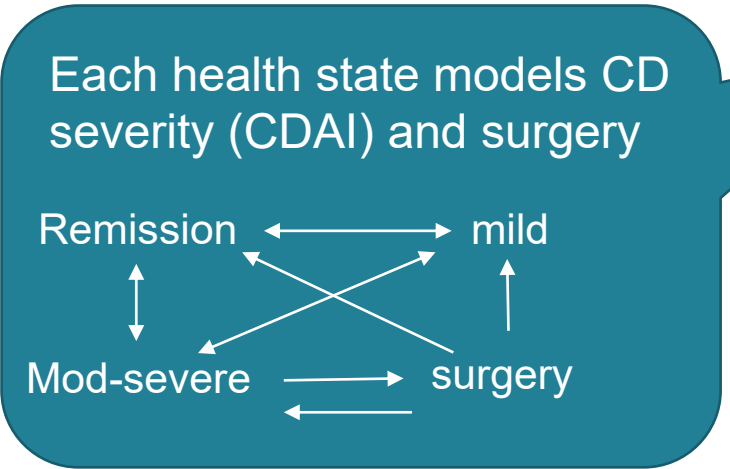 Each health state models CD
severity (CDAI) and surgery
Remission mild
Mod-severe surgery